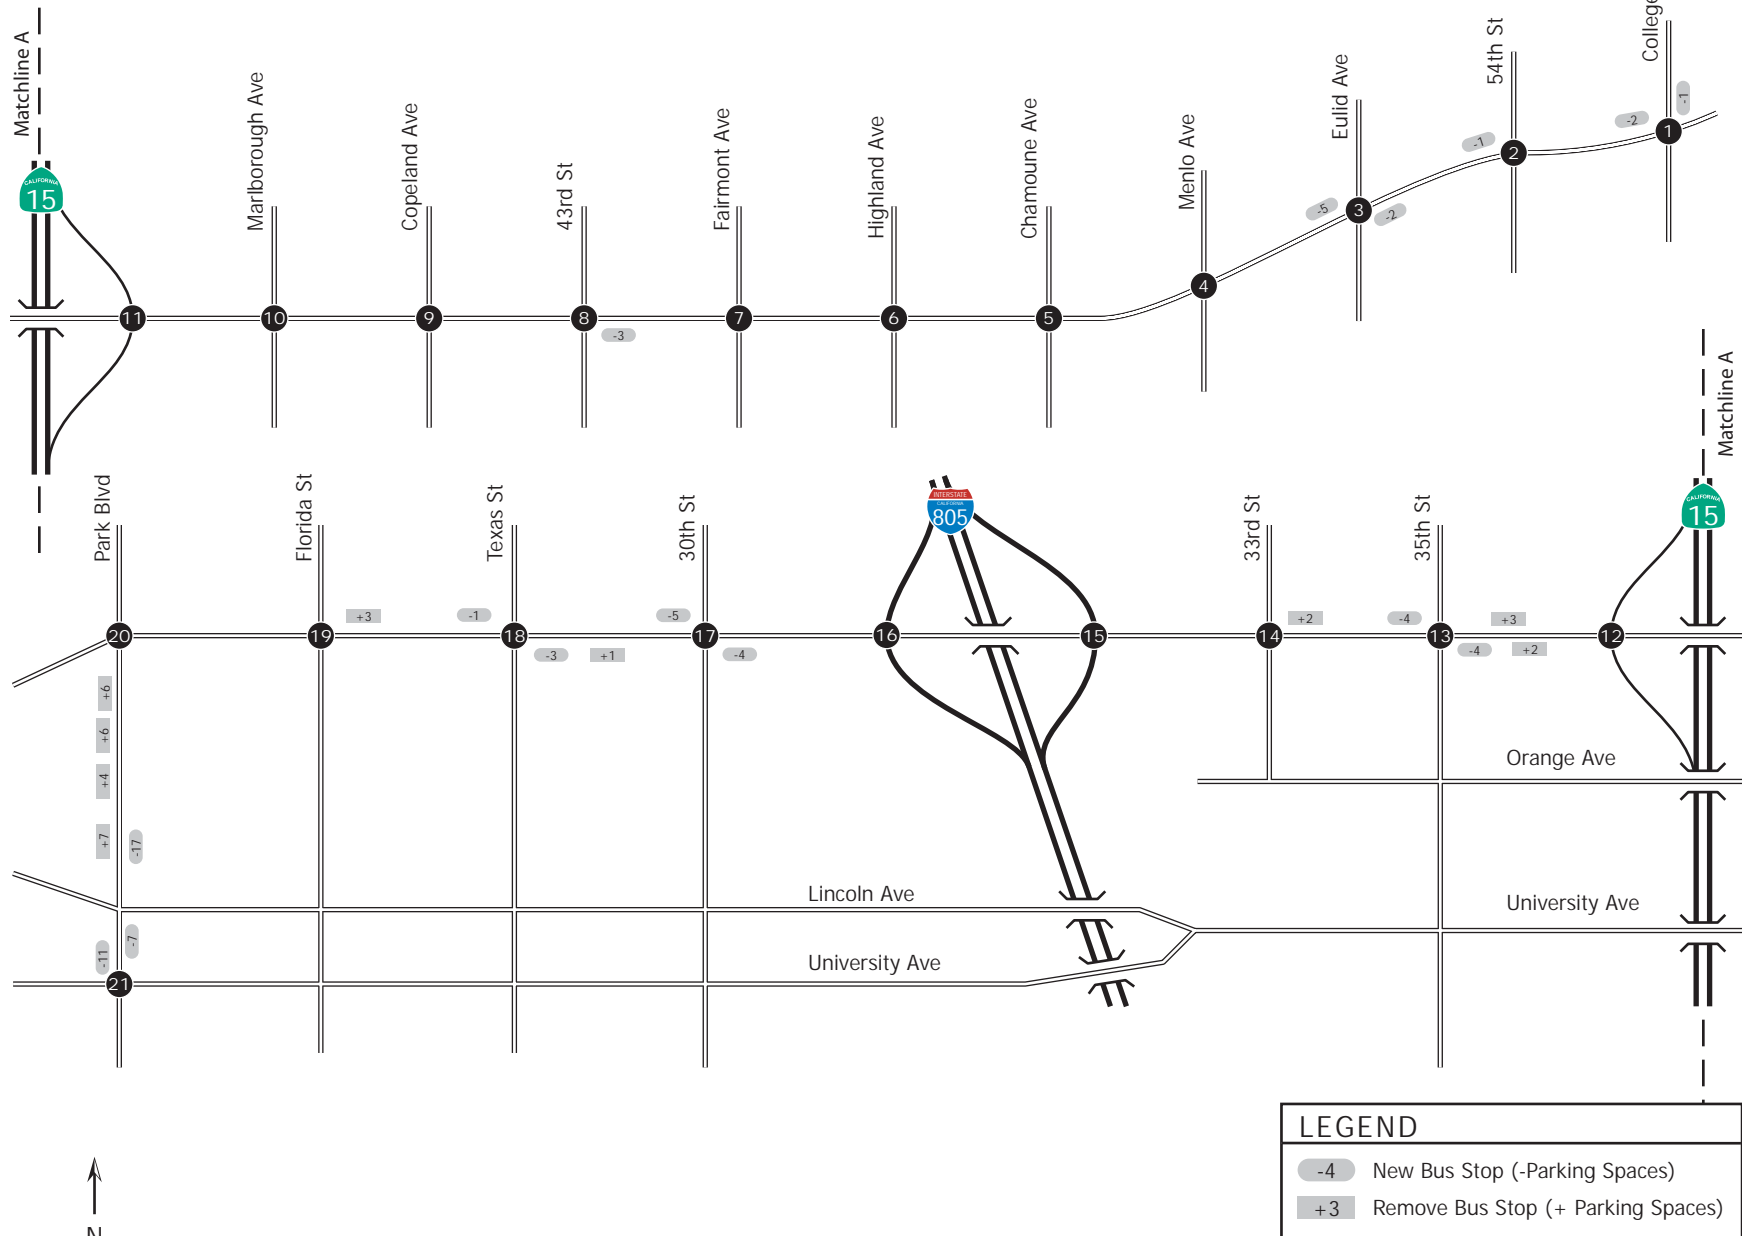 Matchline A
CALIFORNIA
15
Marlborough Ave
Copeland Ave
43rd St
Fairmont Ave
Highland Ave
Chamoune Ave
Menlo Ave
Eulid Ave
54th St
College
-1
-2
1
-1
2
-5
3
-2
4
11
10
9
8
7
6
5
-3
Matchline A
CALIFORNIA
15
Park Blvd
Florida St
Texas St
30th St
INTERSTATE
CALIFORNIA
805
33rd St
35th St
+3
-1
-5
+2
-4
+3
20
19
18
17
16
15
14
13
12
-3
+1
-4
-4
+2
+6
+6
+4
+7
-17
Orange Ave
Lincoln Ave
University Ave
-7
-11
University Ave
21
LEGEND
-4 New Bus Stop (-Parking Spaces)
+3 Remove Bus Stop (+ Parking Spaces)
N